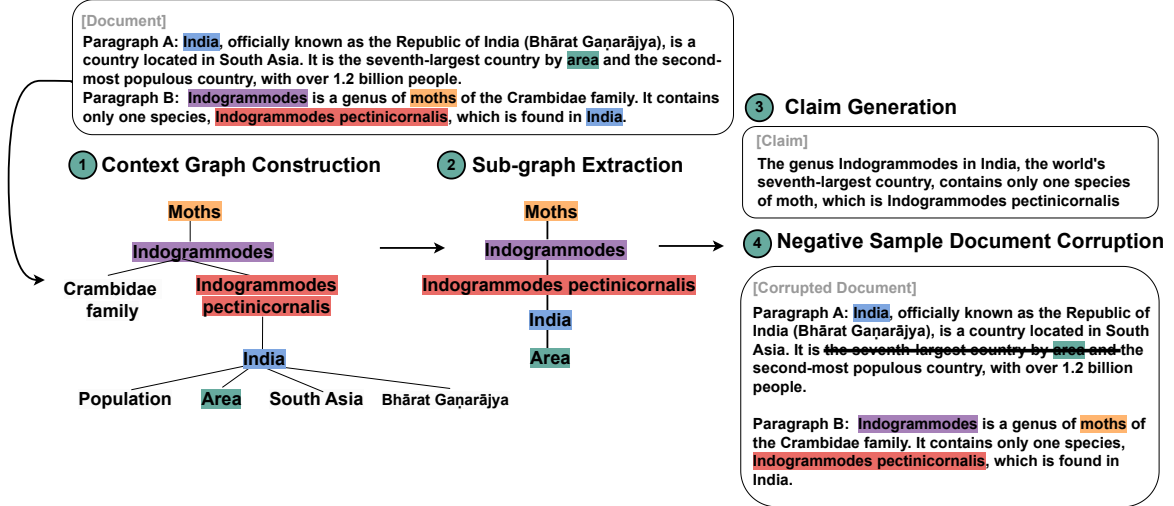 [Document]
Paragraph A: India, officially known as the Republic of India (Bhārat Gaṇarājya), is a
country located in South Asia. It is the seventh-largest country by area and the second-
most populous country, with over 1.2 billion people.
Paragraph B: Indogrammodes is a genus of moths of the Crambidae family. It contains
only one species, Indogrammodes pectinicornalis, which is found in India.
1 Context Graph Construction
Moths
Indogrammodes
Crambidae
family
Indogrammodes
pectinicornalis
India
Population
Area
South Asia
Bhārat Gaṇarājya
2 Sub-graph Extraction
Moths
Indogrammodes
Indogrammodes pectinicornalis
India
Area
3 Claim Generation
[Claim]
The genus Indogrammodes in India, the world's
seventh-largest country, contains only one species
of moth, which is Indogrammodes pectinicornalis
4 Negative Sample Document Corruption
[Corrupted Document]
Paragraph A: India, officially known as the Republic of
India (Bhārat Gaṇarājya), is a country located in South
Asia. It is the seventh-largest country by area and the
second-most populous country, with over 1.2 billion
people.
Paragraph B: Indogrammodes is a genus of moths of
the Crambidae family. It contains only one species,
Indogrammodes pectinicornalis, which is found in
India.